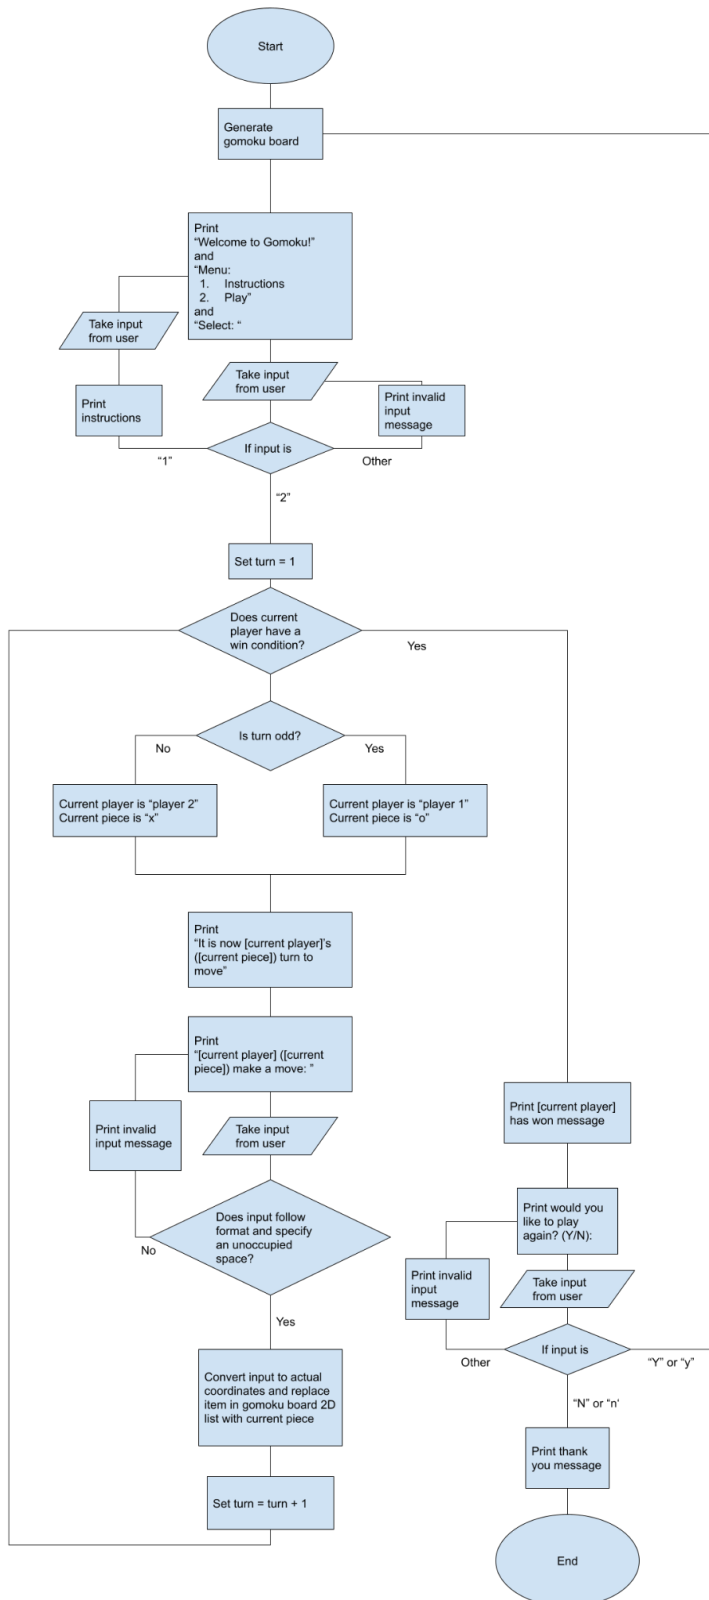 Start
Generate
gomoku board
Print
“Welcome to Gomoku!”
and
“Menu:
1. Instructions
2. Play”
and
“Select: “
Take input
from user
Take input
from user
Print
instructions
Print invalid
input
message
If input is
“1”
Other
“2”
Set turn = 1
Does current
player have a
win condition?
Yes
Is turn odd?
No
Yes
Current player is “player 2”
Current piece is “x”
Current player is “player 1”
Current piece is “o”
Print
“It is now [current player]’s
([current piece]) turn to
move”
Print
“[current player] ([current
piece]) make a move: ”
Print invalid
input message
Take input
from user
Does input follow
format and specify
an unoccupied
space?
No
Yes
Convert input to actual
coordinates and replace
item in gomoku board 2D
list with current piece
Set turn = turn + 1
Print [current player]
has won message
Print would you
like to play
again? (Y/N):
Print invalid
input
message
Take input
from user
If input is
Other
“Y” or “y”
“N” or “n‘
Print thank
you message
End